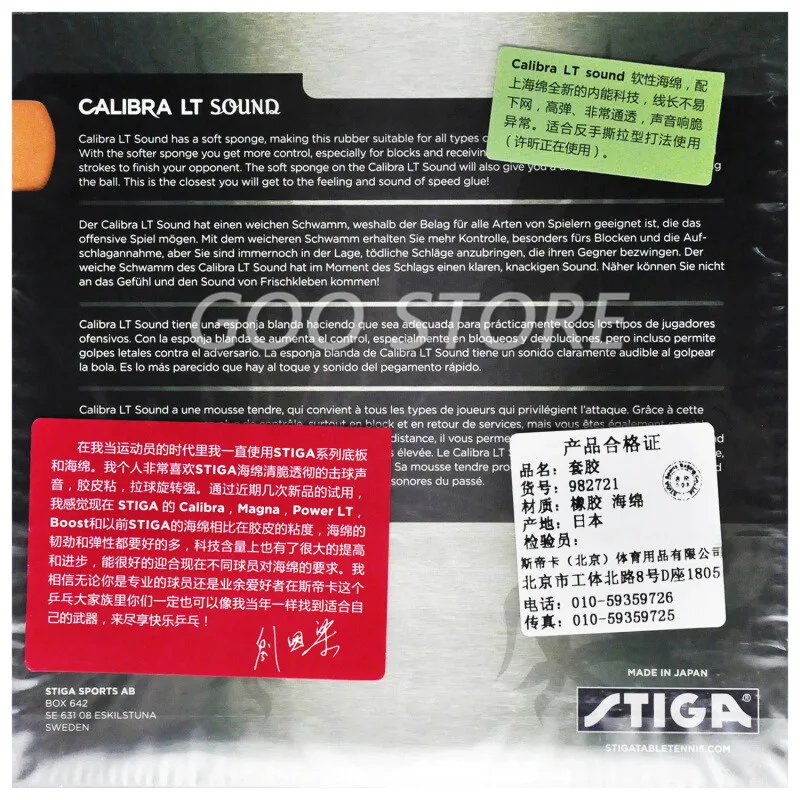 CALIBRA LT SOUND
Calibra LT Sound has a soft sponge, making this rubber suitable for all types
With the softer sponge you get more control, especially for blocks and
strokes to finish your opponent. The soft sponge on the Calibra LT Sound will also give you
the ball. This is the closest you will get to the feeling and sound of speed glue!
Calibra LT sound 软性海绵，配
上海绵全新的内能科技，线长不易
下网，高弹、非常通透，声音响脆
异常。适合反手撕拉型打法使用
（许昕正在使用）。
Der Calibra LT Sound hat einen weichen Schwamm, weshalb der Belag für alle Arten von Spielern geeignet ist, die das
offensive Spiel mögen. Mit dem weicheren Schwamm erhalten Sie mehr Kontrolle, besonders fürs Blocken und die Auf-
schlagannahme, aber Sie sind immernoch in der Lage, tödliche Schläge anzubringen, die ihren Gegner bezwingen. Der
weiche Schwamm des Calibra LT Sound hat im Moment des Schlags einen klaren, knackigen Sound. Näher können Sie nicht
an das Gefühl und den Sound von Frischkleben kommen!
GOO STORE
Calibra LT Sound tiene una esponja blanda haciendo que sea adecuada para prácticamente todos los tipos de jugadores
ofensivos. Con la esponja blanda se aumenta el control, especialmente en bloqueos y devoluciones, pero incluso permite
golpes letales contra el adversario. La esponja blanda de Calibra LT Sound tiene un sonido claramente audible al golpear
la bola. Es lo más parecido que hay al toque y sonido del pegamento rápido.
Calibra LT Sound a une mousse tendre, qui convient à tous les types de joueurs qui privilégient l'attaque. Grâce à cette
surtout en block et en retour de services, mais vous êtes également
distance, il vous perme
élevée. Le Calibra LT
Sa mousse tendre
sonores du passé.
在我当运动员的时代里我一直使用STIGA系列底板
和海绵。我个人非常喜欢STIGA海绵清脆透彻的击球声
音，胶皮粘，拉球旋转强。通过近期几次新品的试用，
我感觉现在 STIGA 的 Calibra，Magna，Power LT，
Boost和以前STIGA的海绵相比在胶皮的粘度，海绵的
韧劲和弹性都要好的多，科技含量上也有了很大的提高
和进步，能很好的迎合现在不同球员对海绵的要求。我
相信无论你是专业的球员还是业余爱好者在斯帝卡这个
乒乓大家族里你们一定也可以像我当年一样找到适合自
己的武器，来尽享快乐乒乓！
产品合格证
品名：套胶
货号：982721
材质：橡胶 海绵
产地：日本
检验员：
斯帝卡（北京）体育用品有限公司
北京市工体北路8号D座1805
电话：010-59359726
传真：010-59359725
STIGA SPORTS AB
BOX 642
SE 631 08 ESKILSTUNA
SWEDEN
MADE IN JAPAN
STIGA®
STIGATABLETENNIS.COM